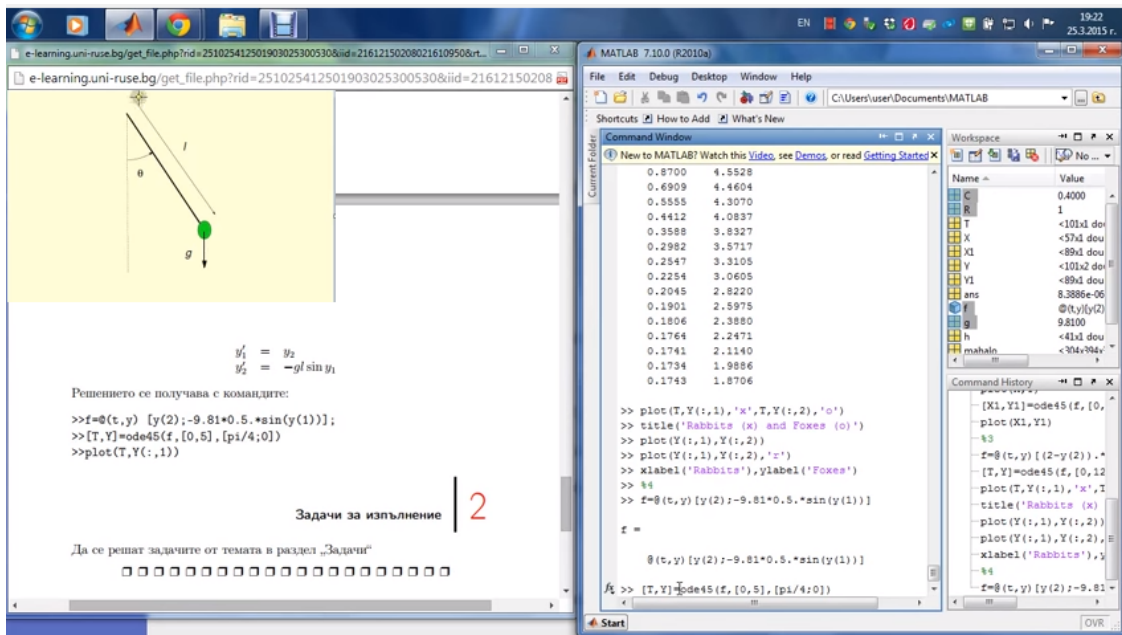 EN
19:22
25.3.2015 г.
e-learning.uni-ruse.bg/get_file.php?rid=251025412501903025300530&iid=21612150208021610950&rt...
e-learning.uni-ruse.bg/get_file.php?rid=251025412501903025300530&iid=21612150208
l
θ
g
y₁′ = y₂
y₂′ = −gl sin y₁
Решението се получава с командите:
>>f=@(t,y) [y(2);-9.81*0.5.*sin(y(1))];
>>[T,Y]=ode45(f,[0,5],[pi/4;0])
>>plot(T,Y(:,1))
Задачи за изпълнение 2
Да се решат задачите от темата в раздел „Задачи“
MATLAB 7.10.0 (R2010a)
File Edit Debug Desktop Window Help
C:\Users\user\Documents\MATLAB
Shortcuts How to Add What's New
Current Folder
Command Window
New to MATLAB? Watch this Video, see Demos, or read Getting Started
0.8700 4.5528
0.6909 4.4604
0.5555 4.3070
0.4412 4.0837
0.3588 3.8327
0.2982 3.5717
0.2547 3.3105
0.2254 3.0605
0.2045 2.8220
0.1901 2.5975
0.1806 2.3880
0.1764 2.2471
0.1741 2.1140
0.1734 1.9886
0.1743 1.8706
>> plot(T,Y(:,1),'x',T,Y(:,2),'o')
>> title('Rabbits (x) and Foxes (o)')
>> plot(Y(:,1),Y(:,2))
>> plot(Y(:,1),Y(:,2),'r')
>> xlabel('Rabbits'),ylabel('Foxes')
>> %4
>> f=@(t,y)[y(2);-9.81*0.5.*sin(y(1))]
f =
@(t,y)[y(2);-9.81*0.5.*sin(y(1))]
fx >> [T,Y]=ode45(f,[0,5],[pi/4;0])
Workspace
No ...
Name Value
C 0.4000
R 1
T <101x1 dou
X <57x1 dou
X1 <89x1 dou
Y <101x2 do
Y1 <89x1 dou
ans 8.3886e-06
f @(t,y)[y(2)
g 9.8100
h <41x1 dou
mahalo <304x394x
Command History
[X1,Y1]=ode45(f,[0,
plot(X1,Y1)
%3
f=@(t,y)[(2-y(2)).*
[T,Y]=ode45(f,[0,12
plot(T,Y(:,1),'x',T
title('Rabbits (x)
plot(Y(:,1),Y(:,2))
plot(Y(:,1),Y(:,2),
xlabel('Rabbits'),y
%4
f=@(t,y)[y(2);-9.81
Start
OVR